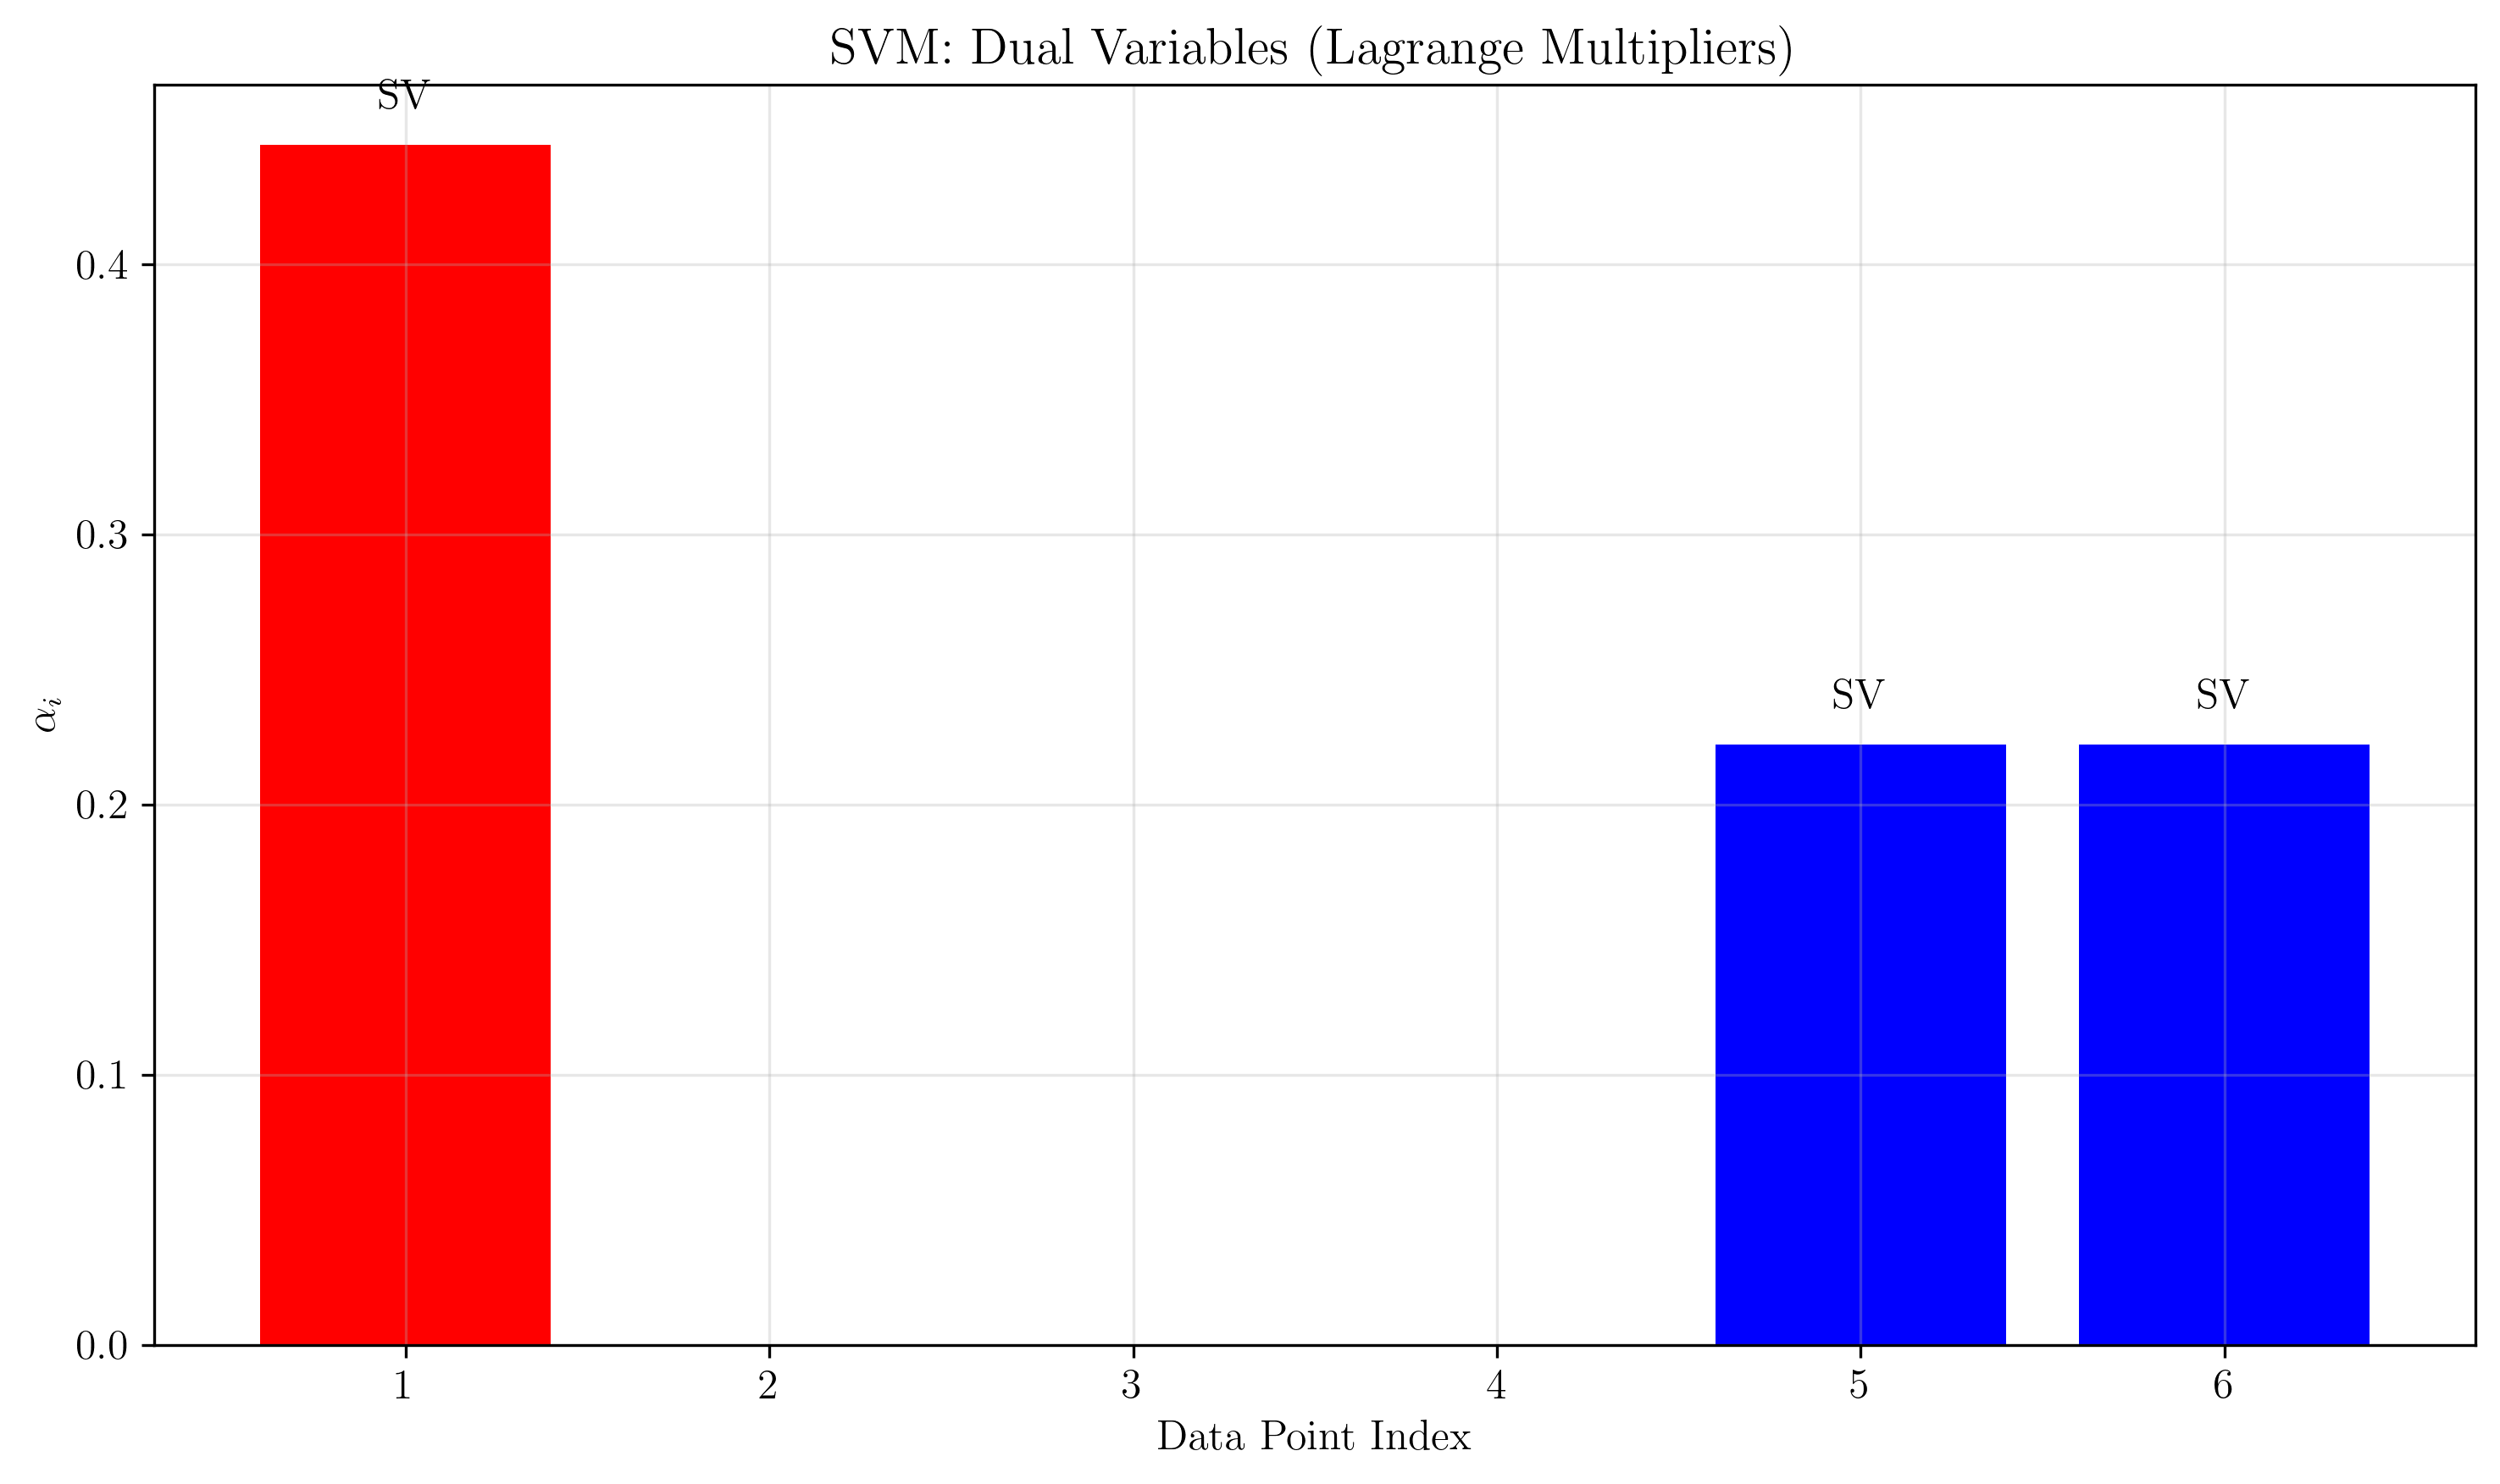 SVM: Dual Variables (Lagrange Multipliers)
SV
0.4
0.3
SV SV
α_i
0.2
0.1
0.0
1 2 3 4 5 6
Data Point Index